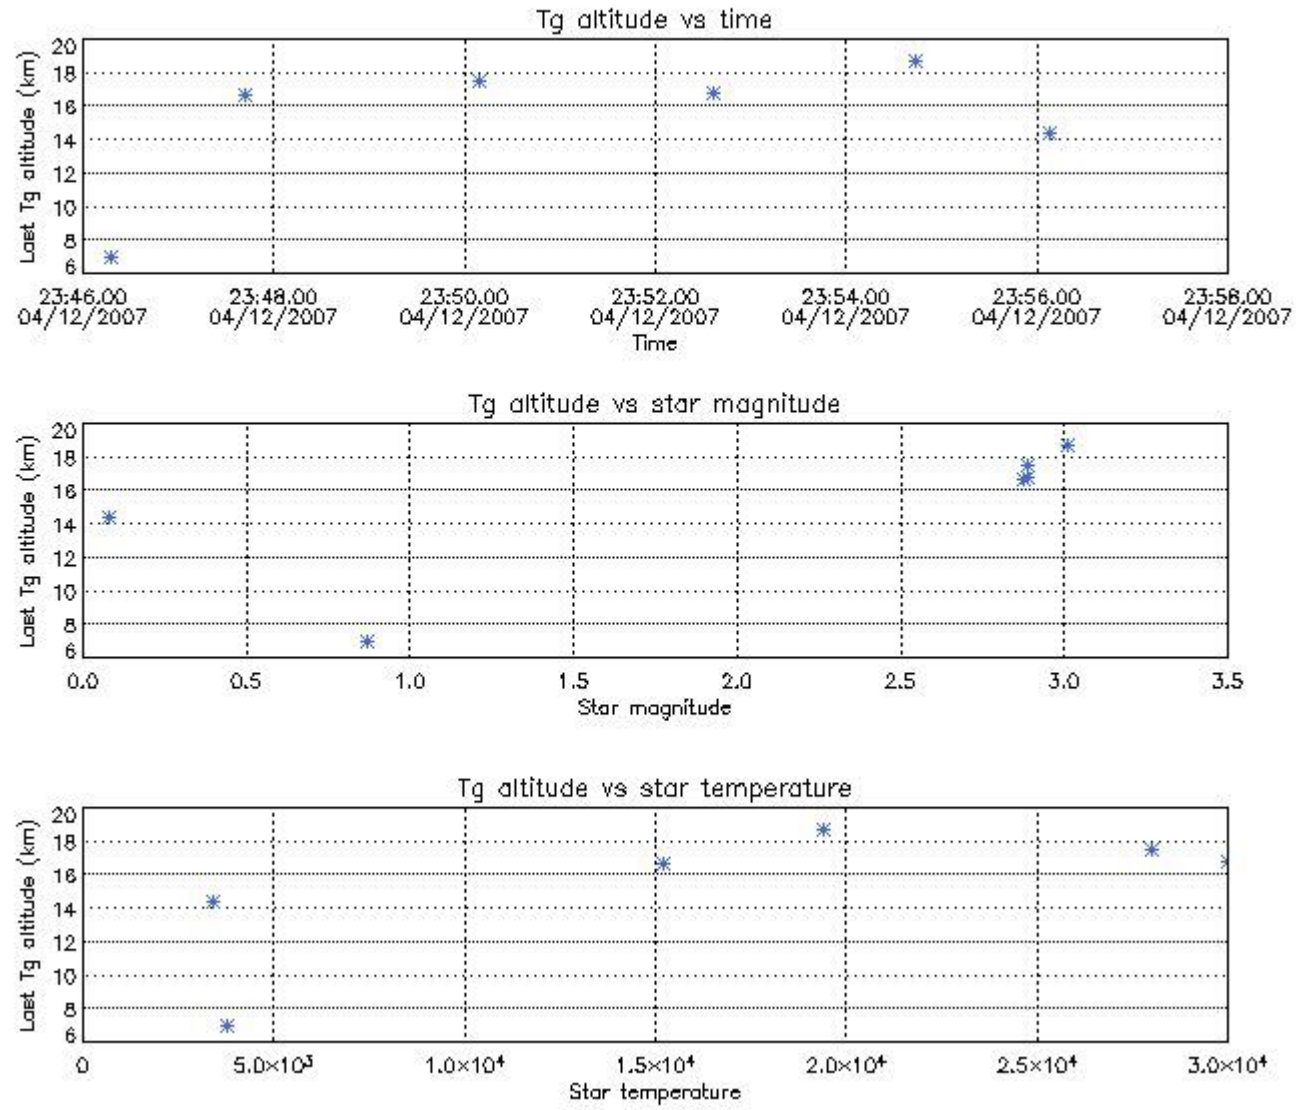 Tg altitude vs time
Last Tg altitude (km)
20
18
16
14
12
10
8
6
23:46.00 23:48.00 23:50.00 23:52.00 23:54.00 23:56.00 23:58.00
04/12/2007 04/12/2007 04/12/2007 04/12/2007 04/12/2007 04/12/2007 04/12/2007
Time
Tg altitude vs star magnitude
Last Tg altitude (km)
20
18
16
14
12
10
8
6
0.0 0.5 1.0 1.5 2.0 2.5 3.0 3.5
Star magnitude
Tg altitude vs star temperature
Last Tg altitude (km)
20
18
16
14
12
10
8
6
0 5.0×10³ 1.0×10⁴ 1.5×10⁴ 2.0×10⁴ 2.5×10⁴ 3.0×10⁴
Star temperature